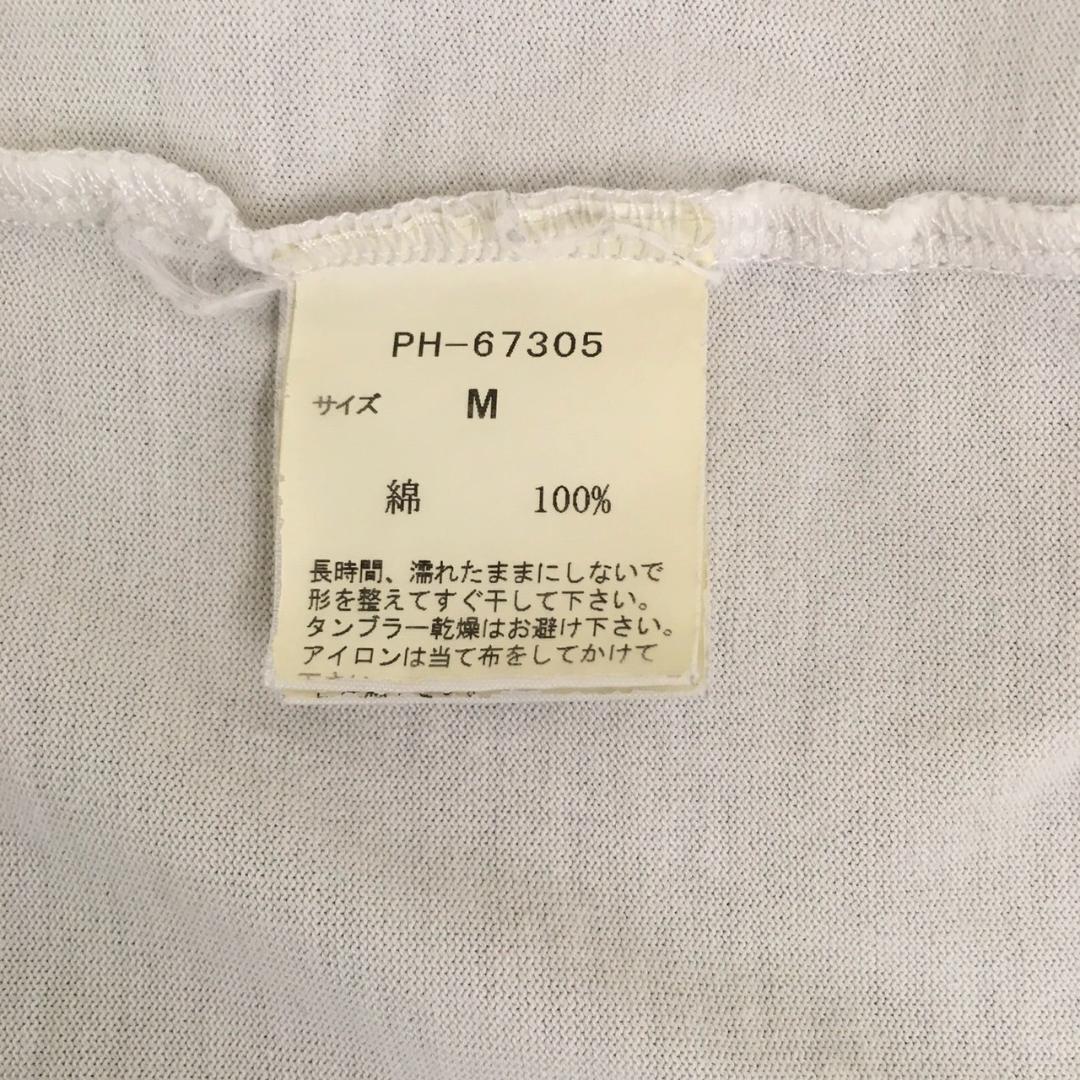 PH-67305
サイズ M
綿 100%
長時間、濡れたままにしないで
形を整えてすぐ干して下さい。
タンブラー乾燥はお避け下さい。
アイロンは当て布をしてかけて